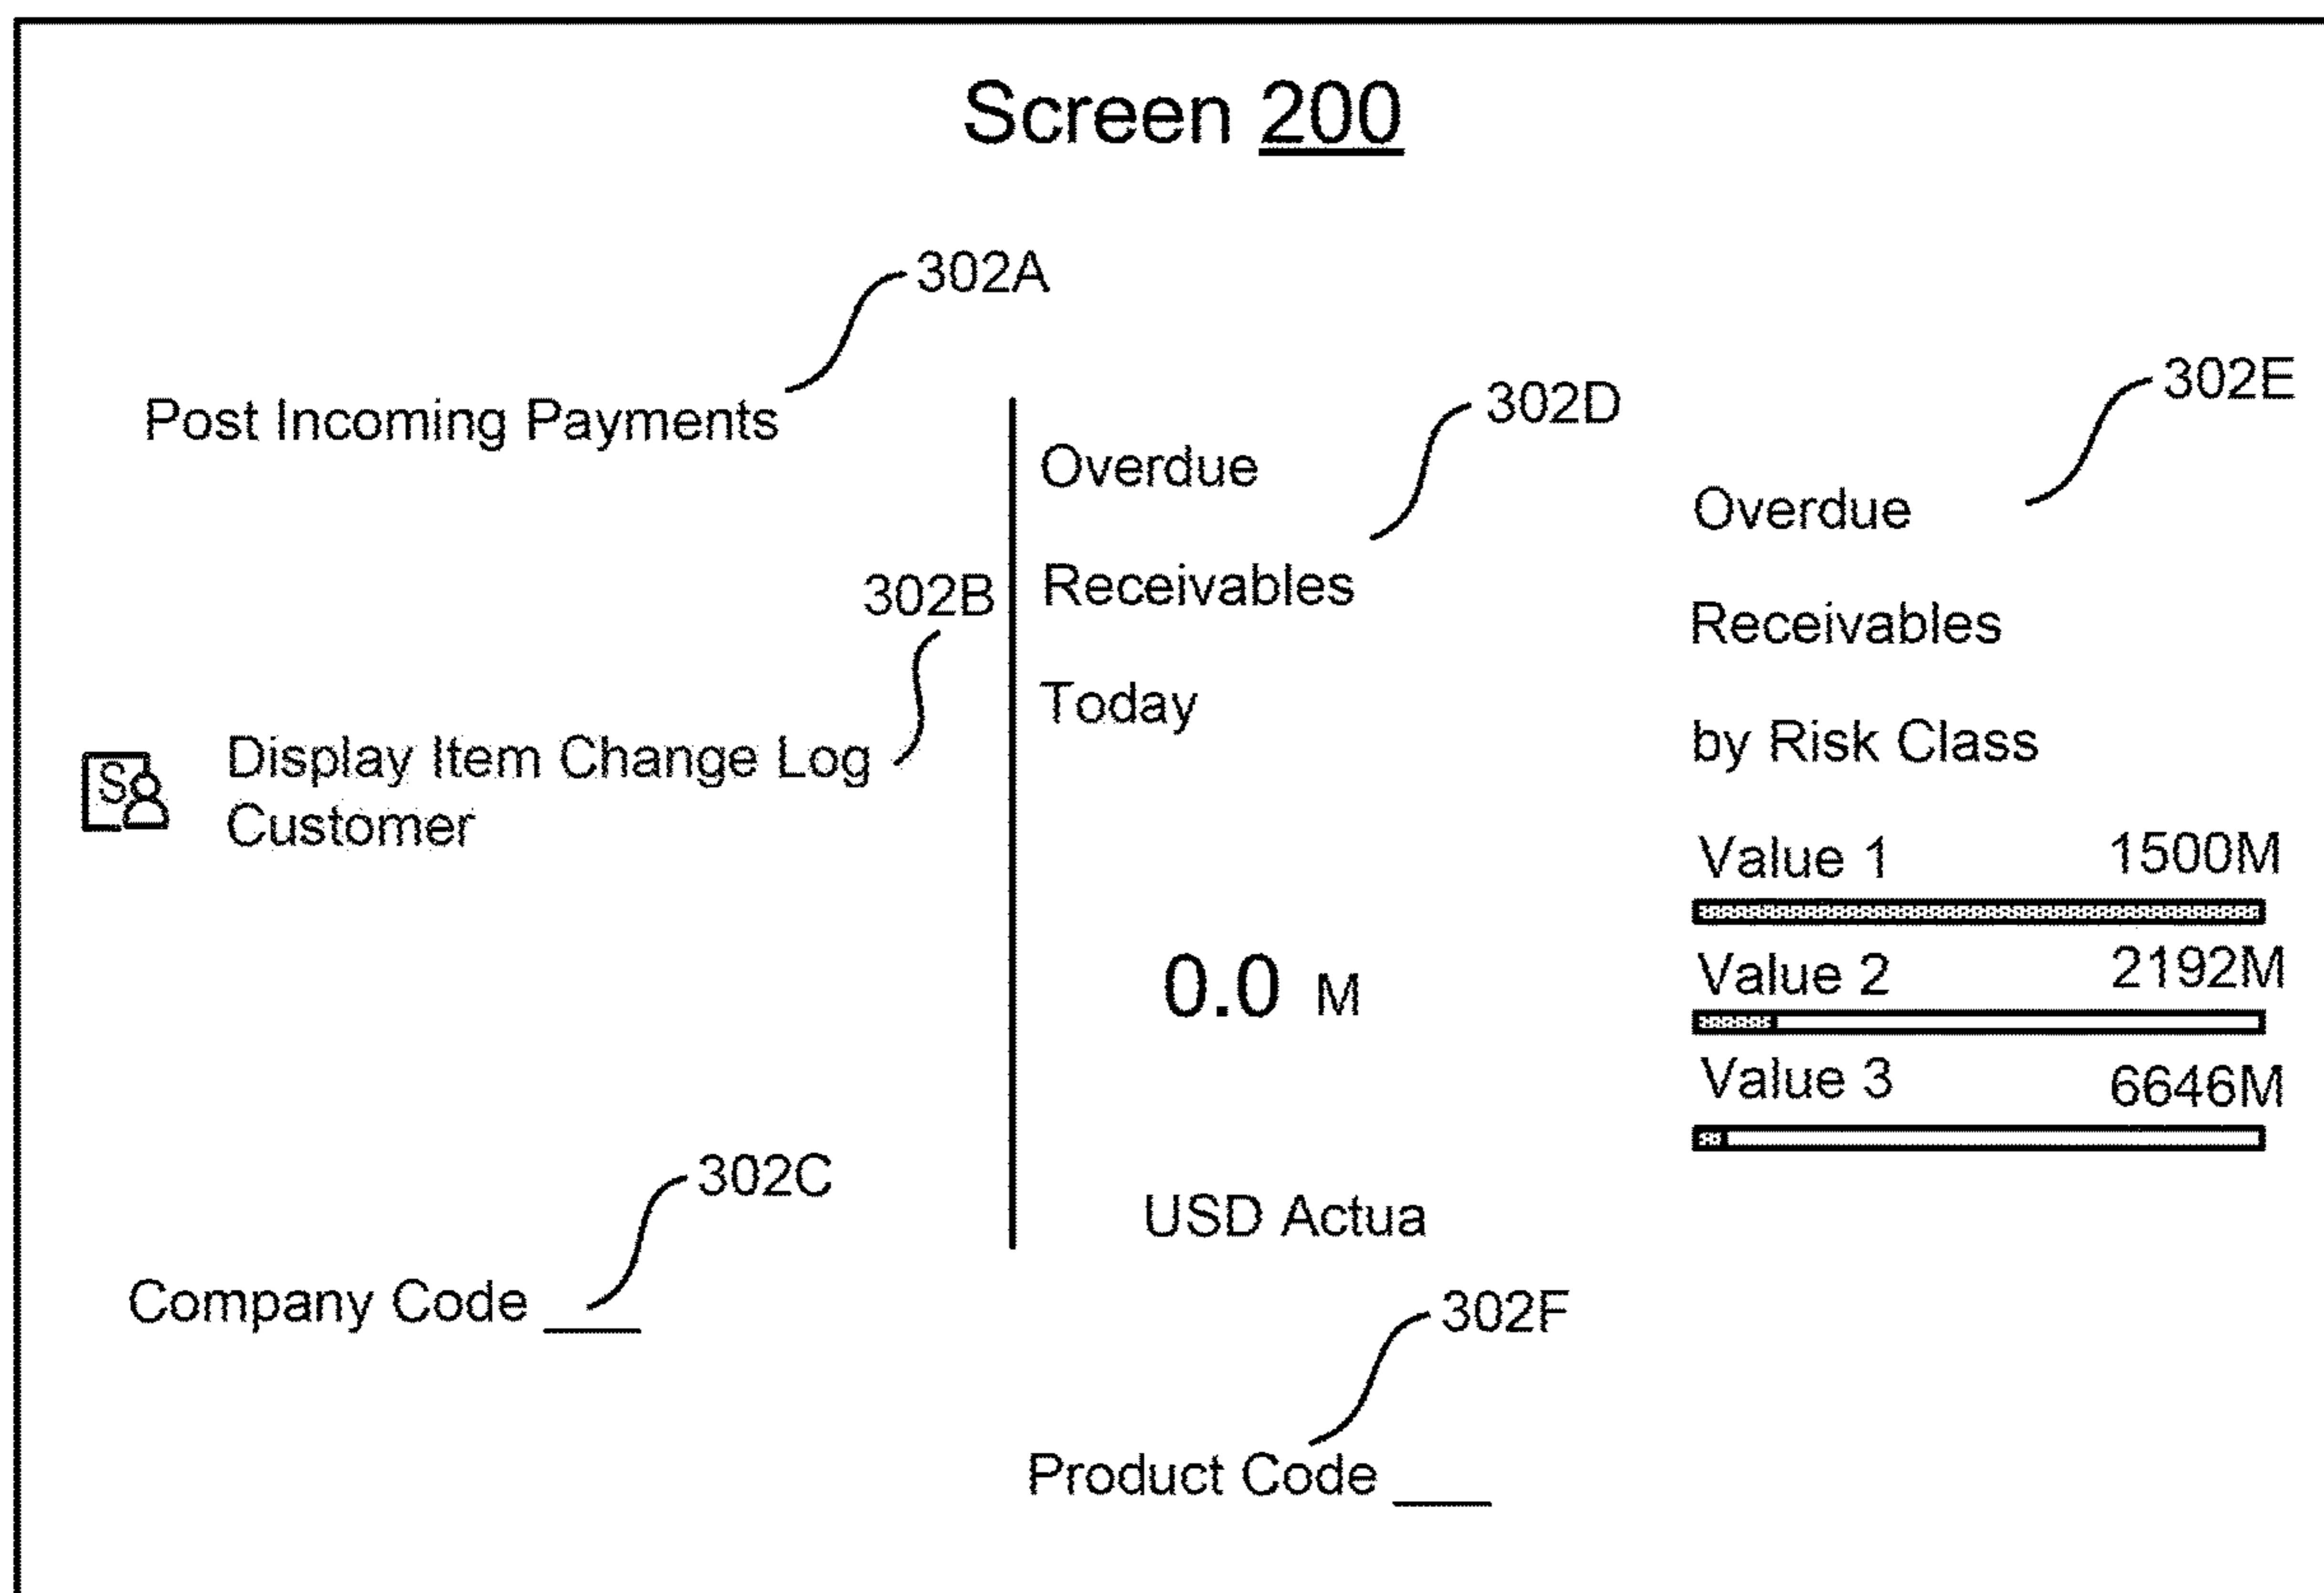 Screen 200
302A
Post Incoming Payments
302B
Display Item Change Log
Customer
S
302C
Company Code ____
302D
Overdue
Receivables
Today
0.0 M
USD Actua
302E
Overdue
Receivables
by Risk Class
Value 1 1500M
Value 2 2192M
Value 3 6646M
302F
Product Code ____